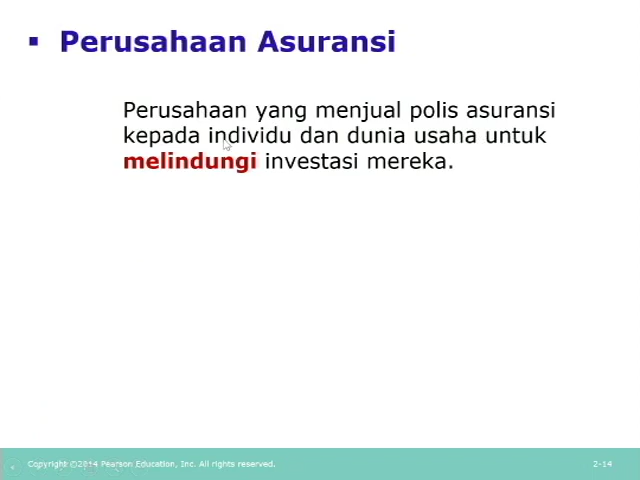 Perusahaan Asuransi
Perusahaan yang menjual polis asuransi
kepada individu dan dunia usaha untuk
melindungi investasi mereka.
Copyright ©2014 Pearson Education, Inc. All rights reserved.
2-14